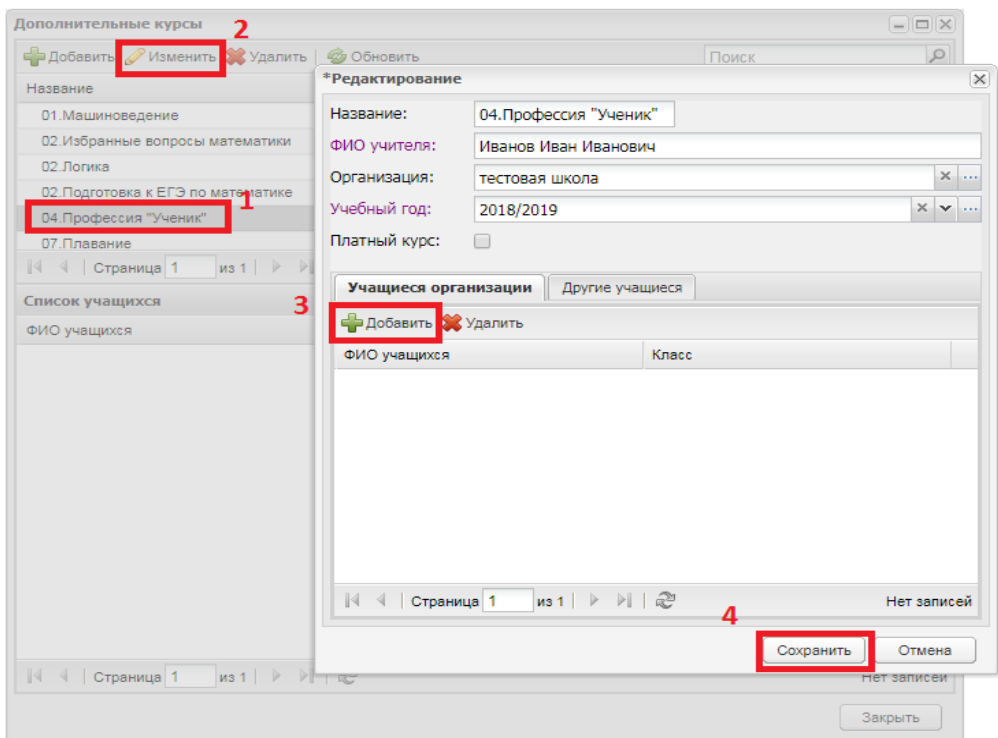 Дополнительные курсы
2
Добавить Изменить Удалить Обновить Поиск
Название
01.Машиноведение
02.Избранные вопросы математики
02.Логика
02.Подготовка к ЕГЭ по математике
1
04.Профессия "Ученик"
07.Плавание
Страница 1 из 1
Список учащихся
ФИО учащихся
Страница 1 из 1 Нет записей
Закрыть
*Редактирование
Название: 04.Профессия "Ученик"
ФИО учителя: Иванов Иван Иванович
Организация: тестовая школа
Учебный год: 2018/2019
Платный курс:
Учащиеся организации Другие учащиеся
3
Добавить Удалить
ФИО учащихся Класс
Страница 1 из 1 Нет записей
4
Сохранить Отмена